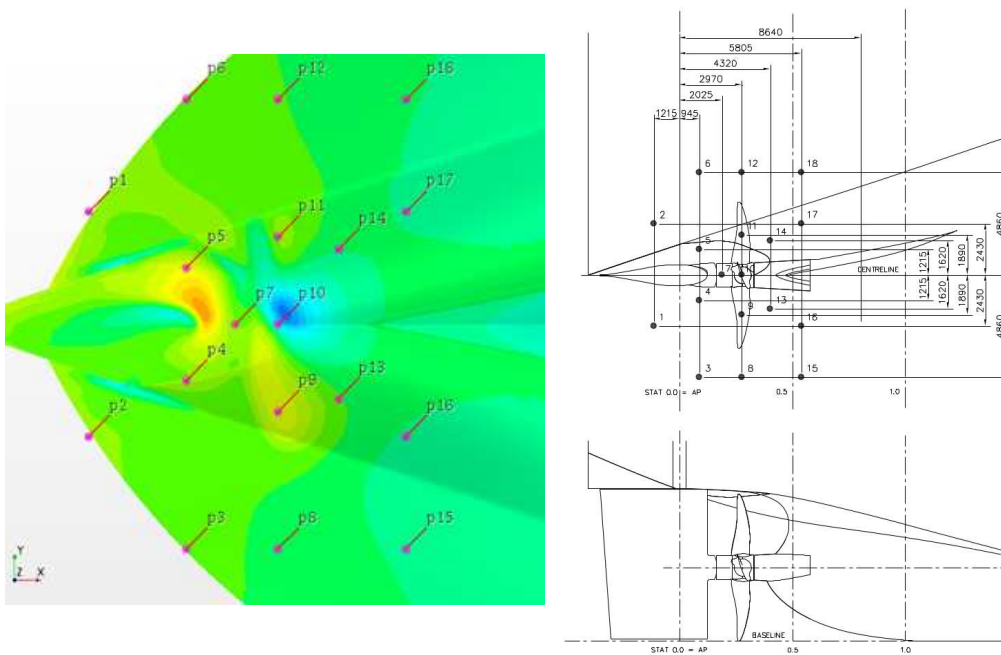 p6 p12 p16
p1 p17
p11
p14
p5
p7 p10
p4
p13
p9
p2 p16
p3 p8 p15
Y
Z X
8640
5805
4320
2970
2025
1215 945
6 12 18
2 17
11
14
5
7 10
CENTRELINE
4
13
9
1 16
3 8 15
1215 1620 1890 2430 4860
1215 1620 1890 2430 4860
STAT 0.0 = AP 0.5 1.0
BASELINE
STAT 0.0 = AP 0.5 1.0